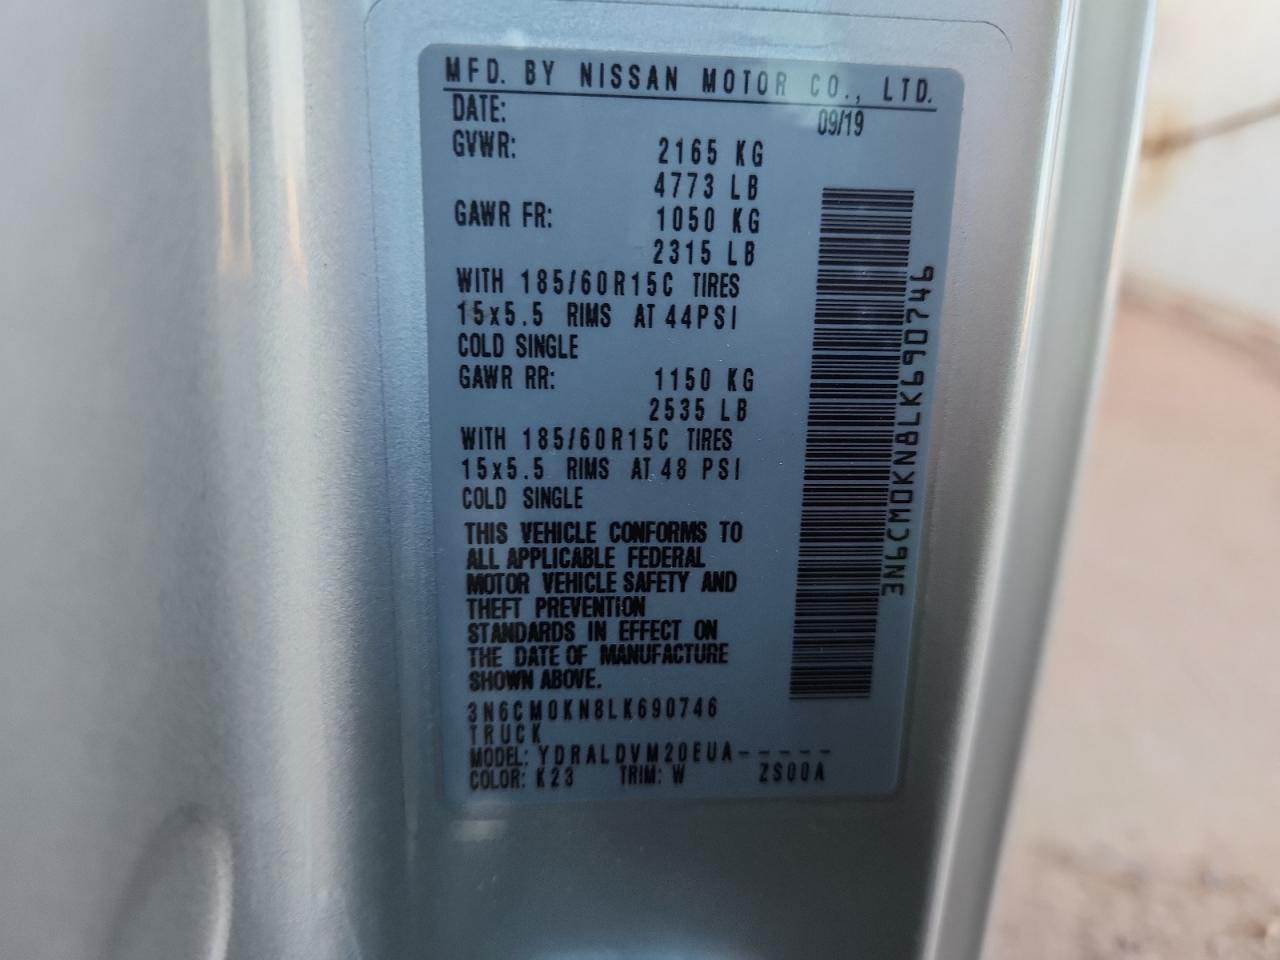 MFD. BY NISSAN MOTOR CO., LTD.
DATE: 09/19
GVWR: 2165 KG
4773 LB
GAWR FR: 1050 KG
2315 LB
WITH 185/60R15C TIRES
15x5.5 RIMS AT 44PSI
COLD SINGLE
GAWR RR: 1150 KG
2535 LB
WITH 185/60R15C TIRES
15x5.5 RIMS AT 48 PSI
COLD SINGLE
THIS VEHICLE CONFORMS TO
ALL APPLICABLE FEDERAL
MOTOR VEHICLE SAFETY AND
THEFT PREVENTION
STANDARDS IN EFFECT ON
THE DATE OF MANUFACTURE
SHOWN ABOVE.
3N6CM0KN8LK690746
TRUCK
MODEL: YDRALDVM20EUA-----
COLOR: K23 TRIM: W ZS00A
3N6CM0KN8LK690746